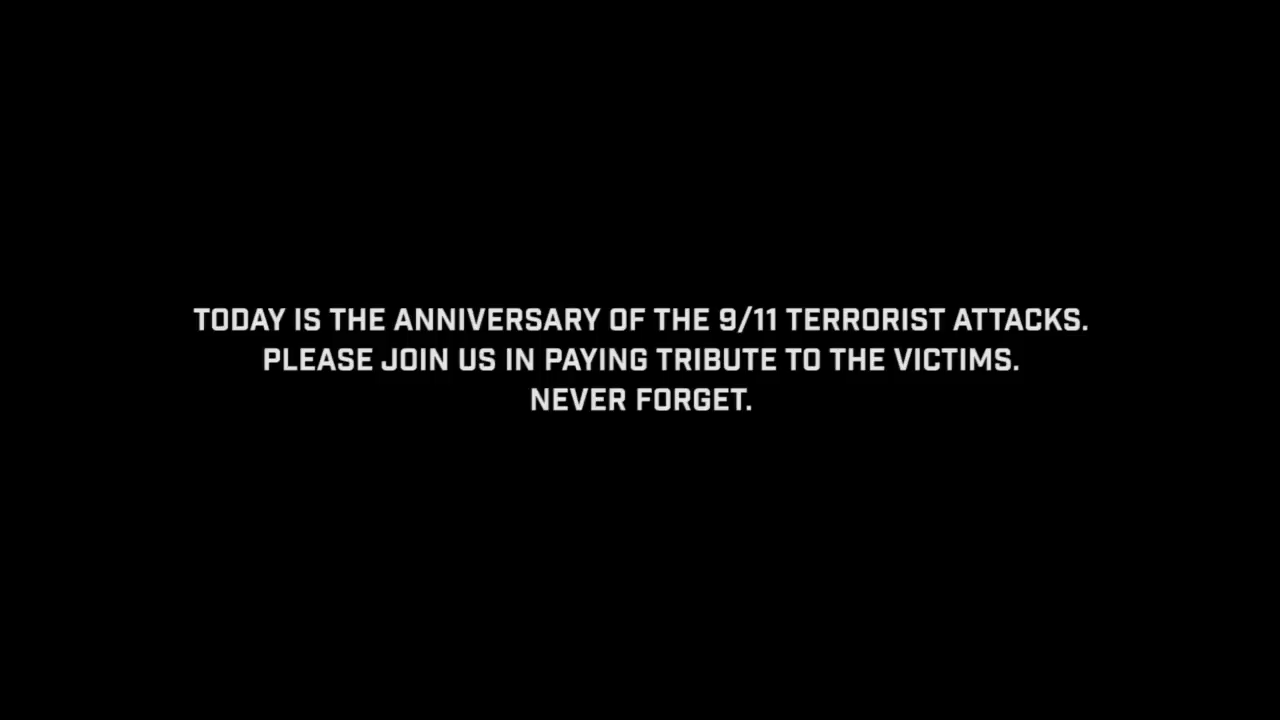 TODAY IS THE ANNIVERSARY OF THE 9/11 TERRORIST ATTACKS.
PLEASE JOIN US IN PAYING TRIBUTE TO THE VICTIMS.
NEVER FORGET.